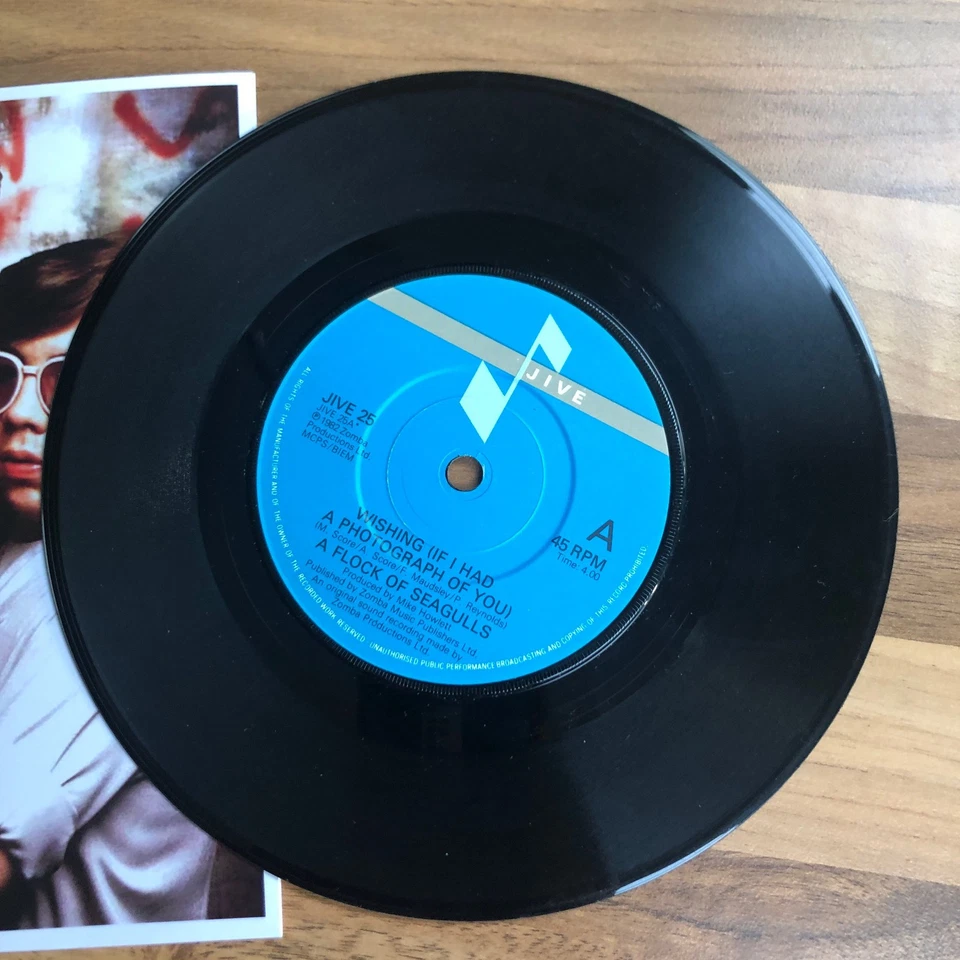 JIVE
JIVE 25
JIVE 25A*
℗ 1982 Zomba
Productions Ltd.
MCPS/BIEM
A
45 RPM
Time: 4.00
WISHING (IF I HAD
A PHOTOGRAPH OF YOU)
(M. Score/A. Score/F. Maudsley/P. Reynolds)
A FLOCK OF SEAGULLS
Produced by Mike Howlett
Published by Zomba Music Publishers Ltd.
An original sound recording made by
Zomba Productions Ltd.
ALL RIGHTS OF THE MANUFACTURER AND OF THE OWNER OF THE RECORDED WORK RESERVED · UNAUTHORISED PUBLIC PERFORMANCE BROADCASTING AND COPYING OF THIS RECORD PROHIBITED